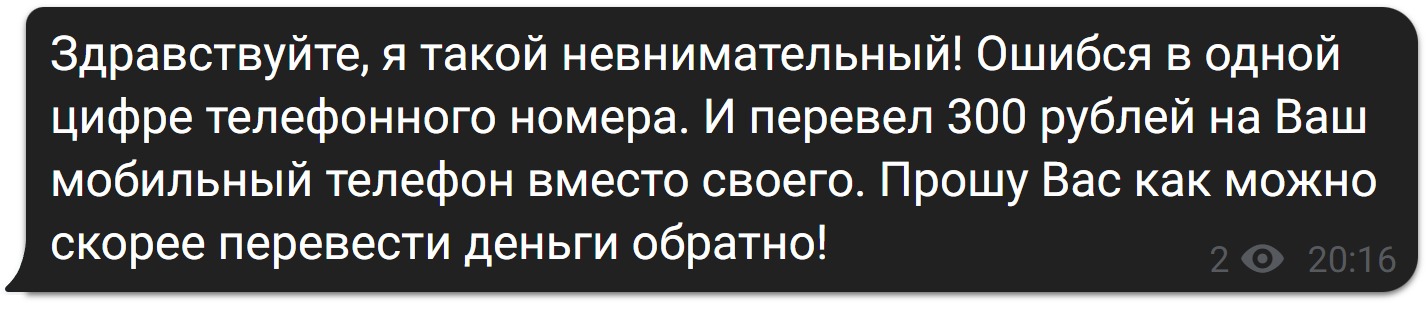 Здравствуйте, я такой невнимательный! Ошибся в одной
цифре телефонного номера. И перевел 300 рублей на Ваш
мобильный телефон вместо своего. Прошу Вас как можно
скорее перевести деньги обратно!
2 20:16